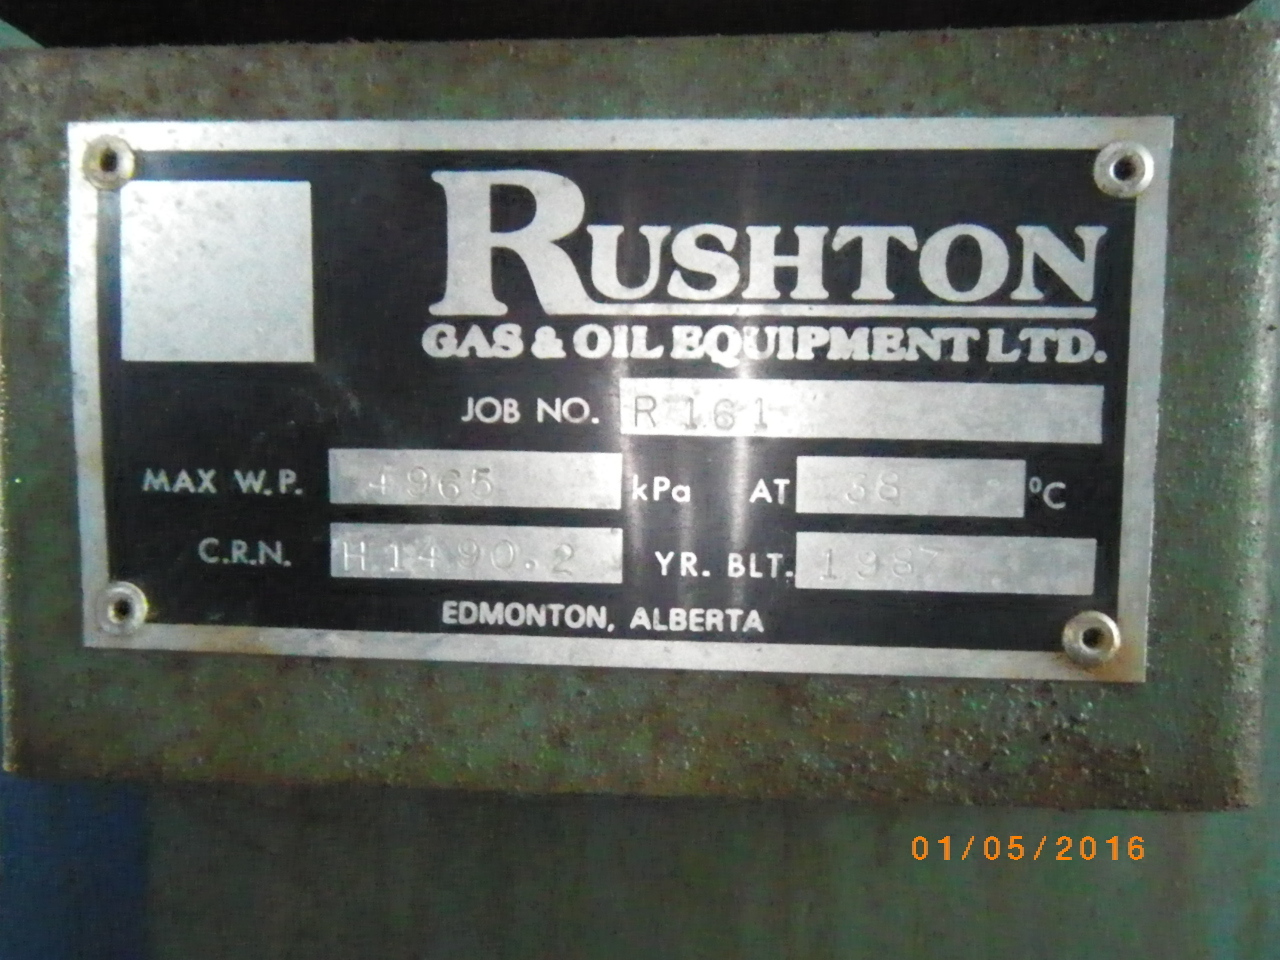 RUSHTON
GAS & OIL EQUIPMENT LTD.
JOB NO. R 161
MAX W.P. 4965 kPa AT 38 °C
C.R.N. H1490.2 YR. BLT. 1987
EDMONTON, ALBERTA
01/05/2016